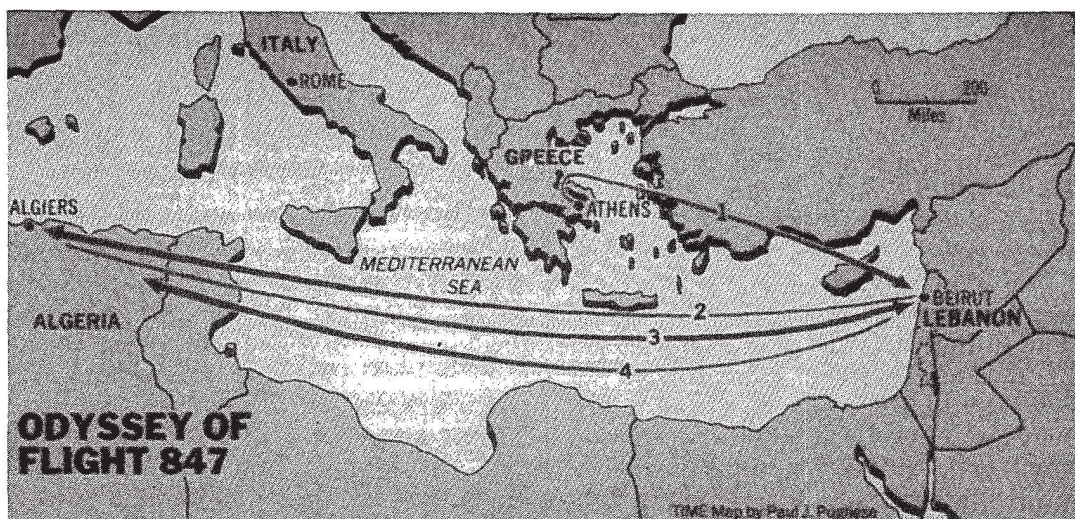 ITALY
ROME
0 200
Miles
GREECE
ALGIERS
ATHENS
1
MEDITERRANEAN
SEA
2
BEIRUT
LEBANON
ALGERIA
3
4
ODYSSEY OF
FLIGHT 847
TIME Map by Paul J. Pugliese